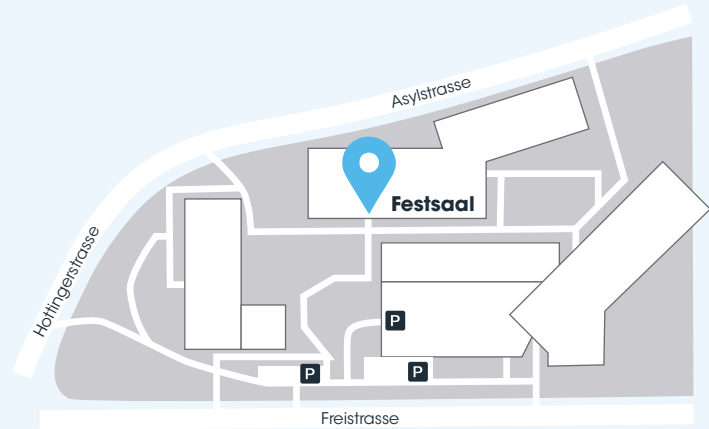 Asylstrasse
Festsaal
Hottingerstrasse
P
P
P
Freistrasse